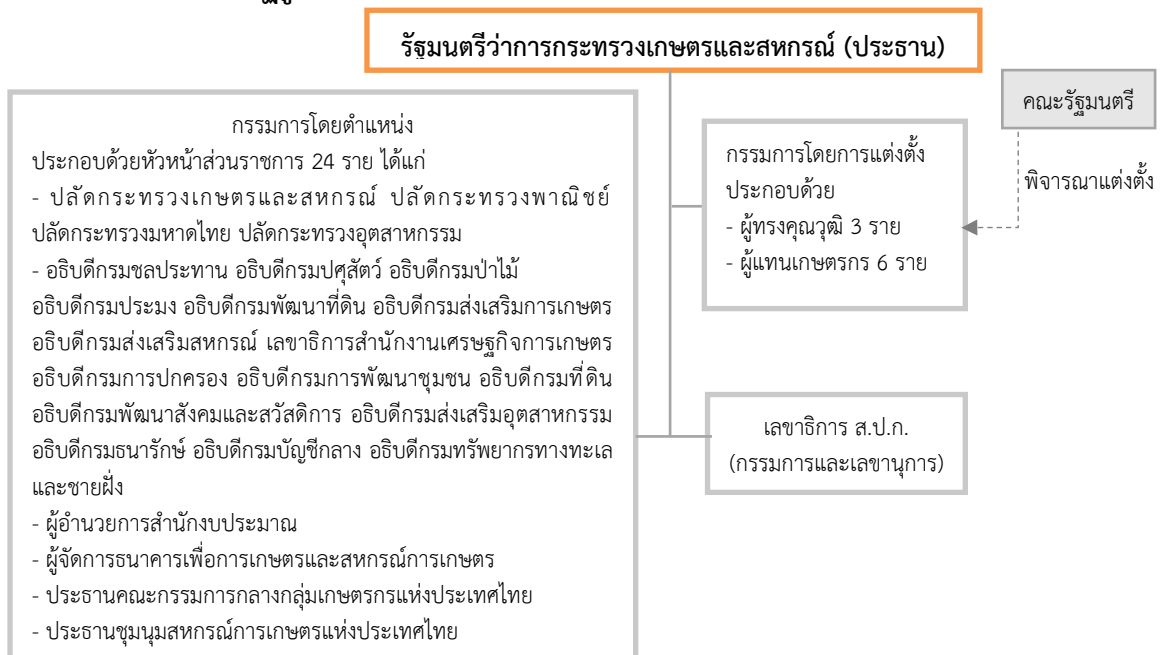 รัฐมนตรีว่าการกระทรวงเกษตรและสหกรณ์ (ประธาน)
กรรมการโดยตำแหน่ง
ประกอบด้วยหัวหน้าส่วนราชการ 24 ราย ได้แก่
- ปลัดกระทรวงเกษตรและสหกรณ์ ปลัดกระทรวงพาณิชย์
ปลัดกระทรวงมหาดไทย ปลัดกระทรวงอุตสาหกรรม
- อธิบดีกรมชลประทาน อธิบดีกรมปศุสัตว์ อธิบดีกรมป่าไม้
อธิบดีกรมประมง อธิบดีกรมพัฒนาที่ดิน อธิบดีกรมส่งเสริมการเกษตร
อธิบดีกรมส่งเสริมสหกรณ์ เลขาธิการสำนักงานเศรษฐกิจการเกษตร
อธิบดีกรมการปกครอง อธิบดีกรมการพัฒนาชุมชน อธิบดีกรมที่ดิน
อธิบดีกรมพัฒนาสังคมและสวัสดิการ อธิบดีกรมส่งเสริมอุตสาหกรรม
อธิบดีกรมธนารักษ์ อธิบดีกรมบัญชีกลาง อธิบดีกรมทรัพยากรทางทะเล
และชายฝั่ง
- ผู้อำนวยการสำนักงบประมาณ
- ผู้จัดการธนาคารเพื่อการเกษตรและสหกรณ์การเกษตร
- ประธานคณะกรรมการกลางกลุ่มเกษตรกรแห่งประเทศไทย
- ประธานชุมนุมสหกรณ์การเกษตรแห่งประเทศไทย
กรรมการโดยการแต่งตั้ง
ประกอบด้วย
- ผู้ทรงคุณวุฒิ 3 ราย
- ผู้แทนเกษตรกร 6 ราย
คณะรัฐมนตรี
พิจารณาแต่งตั้ง
เลขาธิการ ส.ป.ก.
(กรรมการและเลขานุการ)